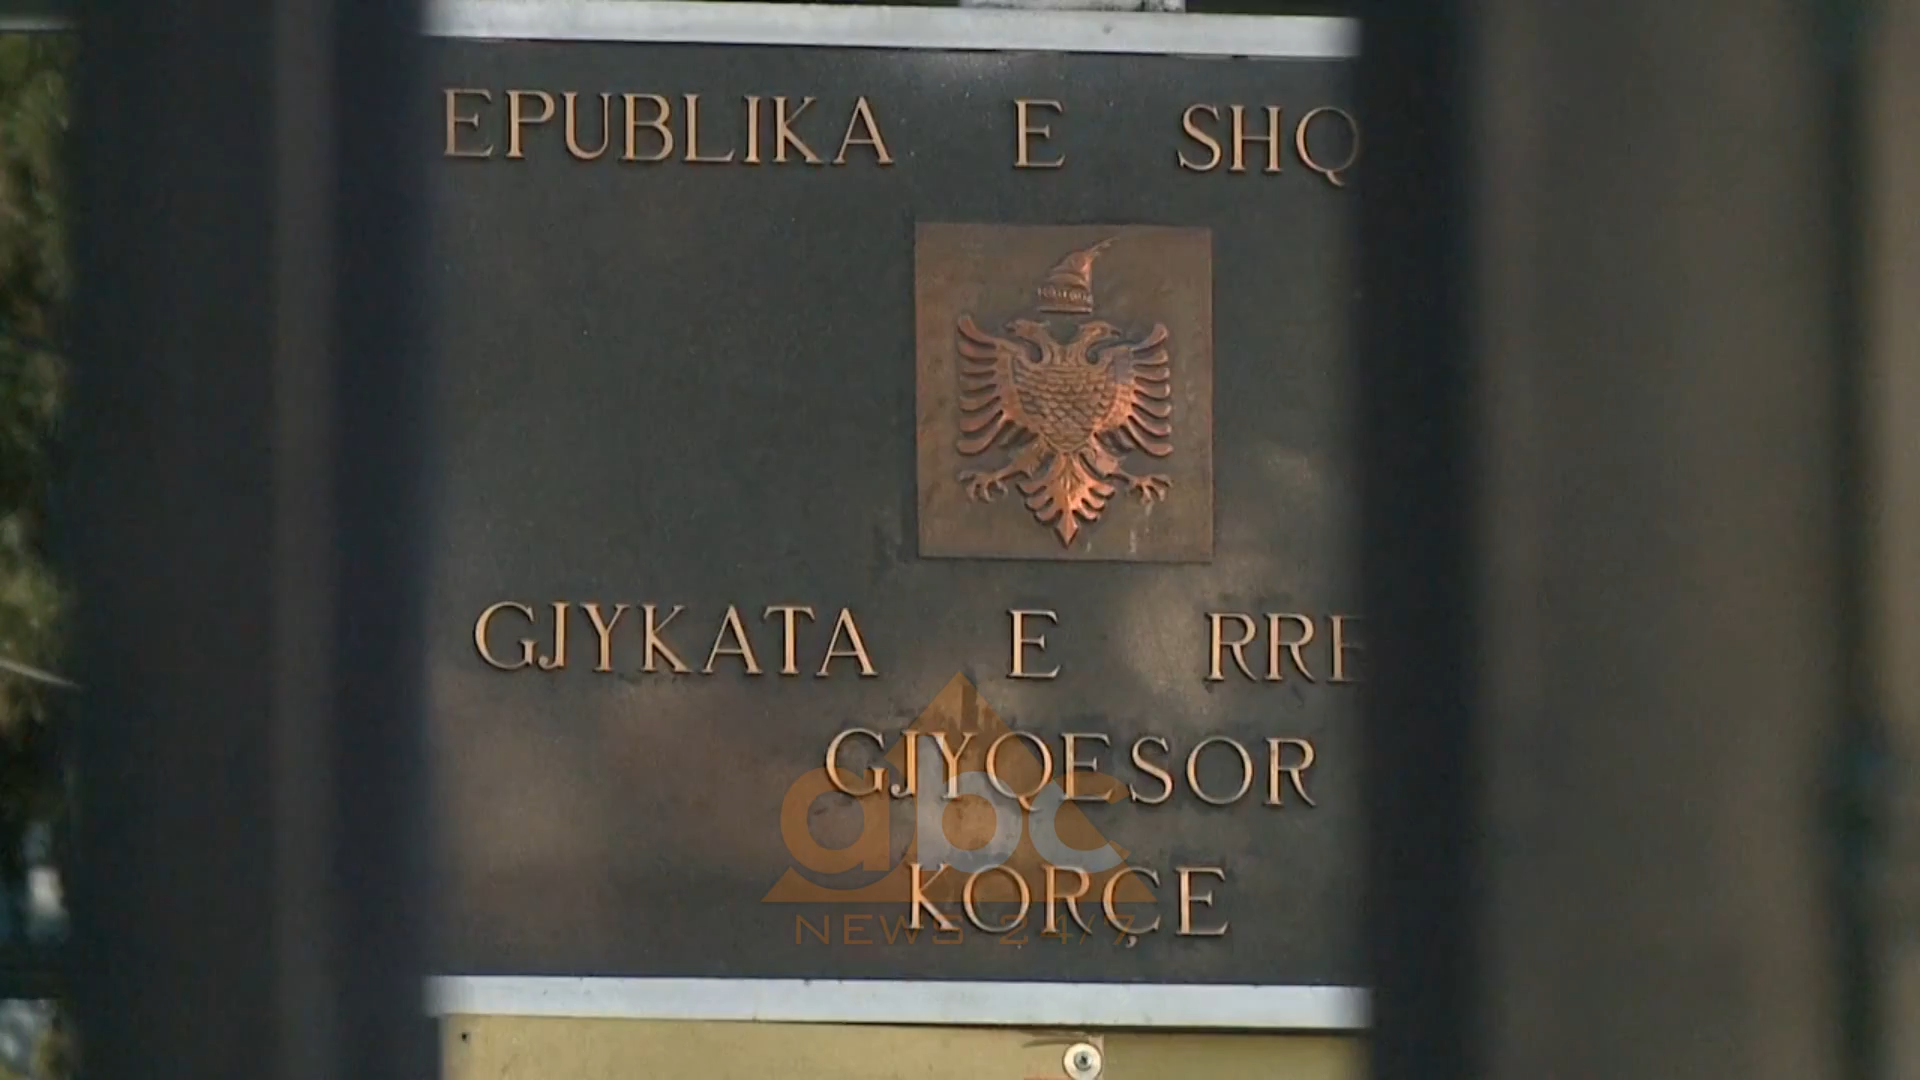 EPUBLIKA E SHQ
GJYKATA E RRE
GJYQESOR
KORÇE
abc
NEWS 24/7